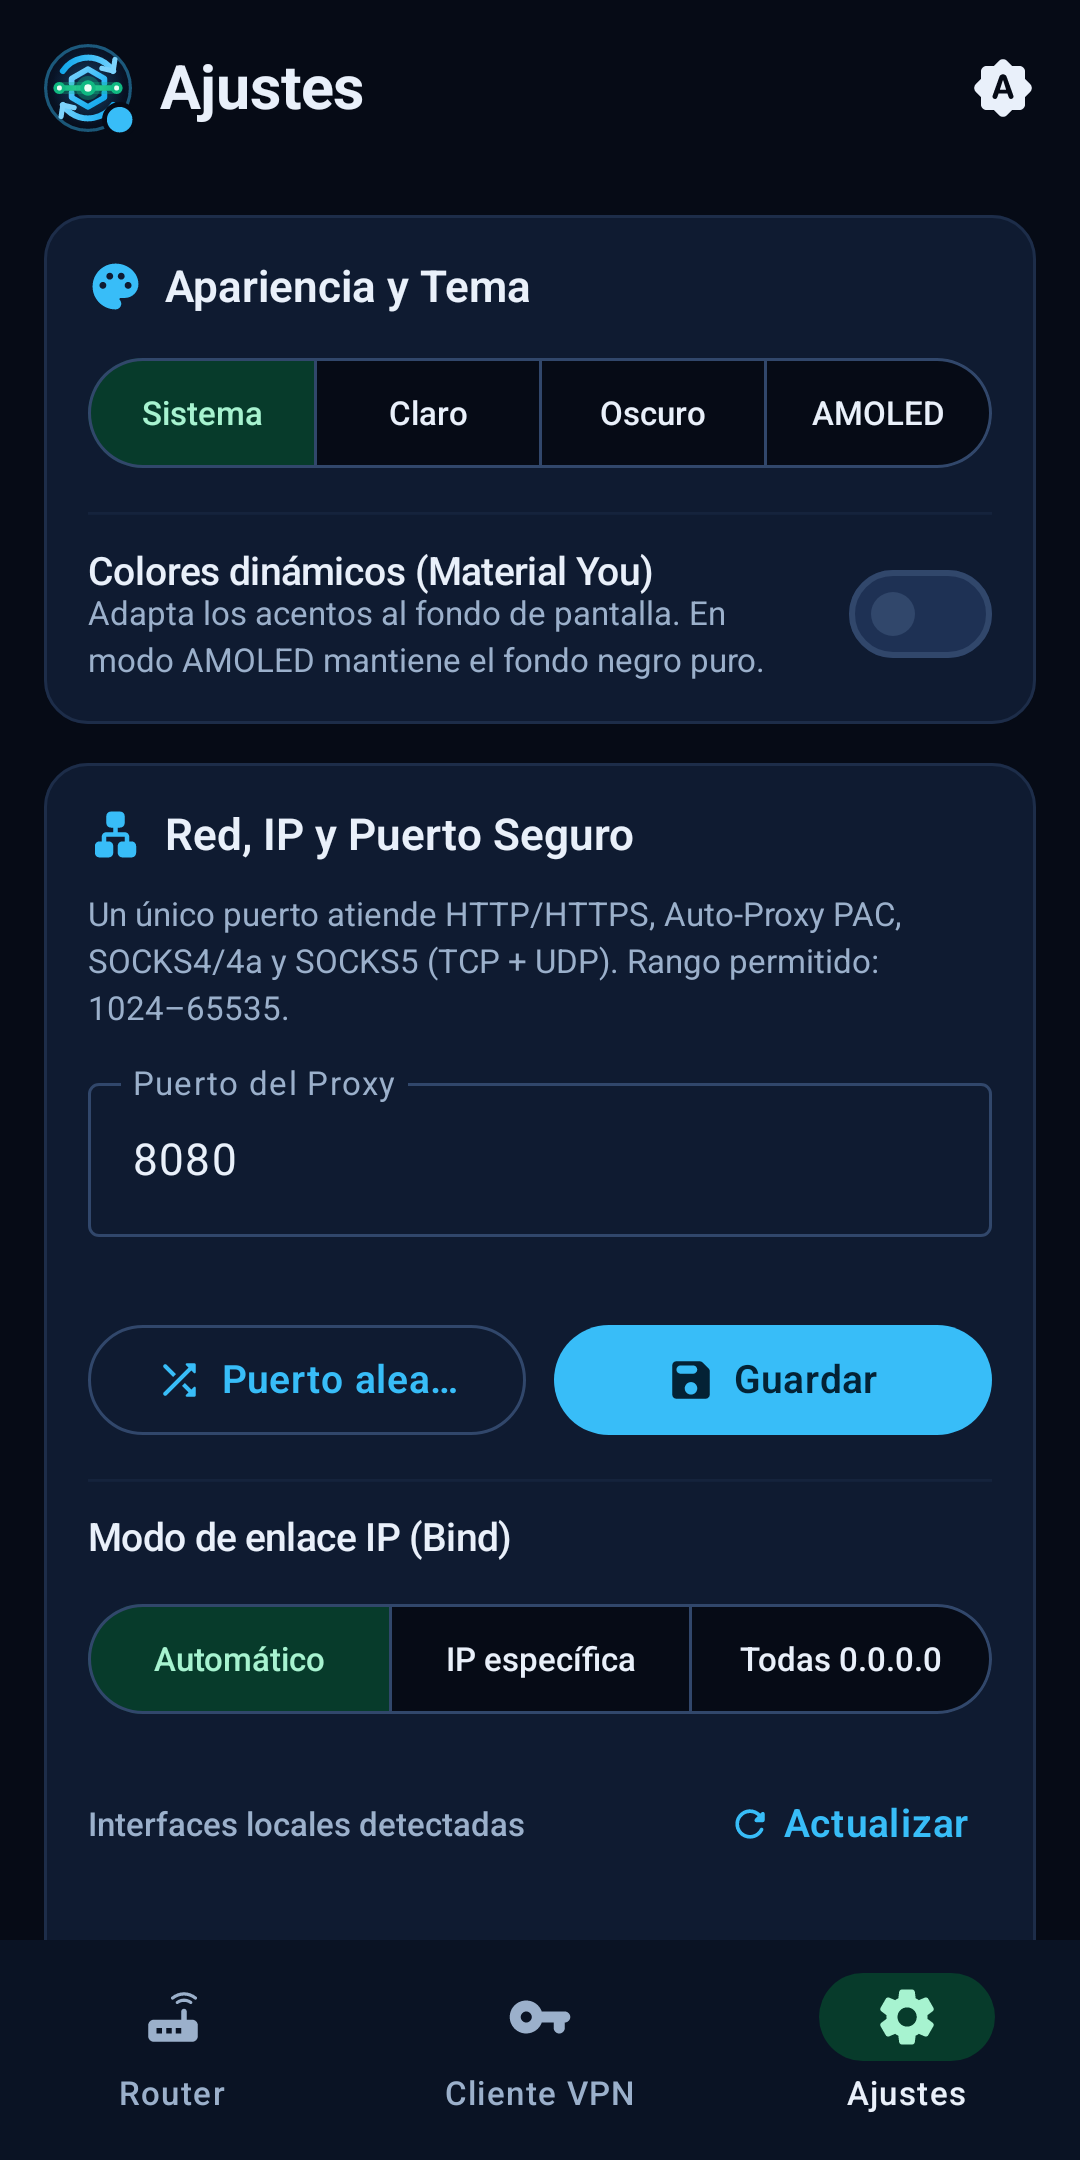 Ajustes
A
Apariencia y Tema
Sistema
Claro
Oscuro
AMOLED
Colores dinámicos (Material You)
Adapta los acentos al fondo de pantalla. En
modo AMOLED mantiene el fondo negro puro.
Red, IP y Puerto Seguro
Un único puerto atiende HTTP/HTTPS, Auto-Proxy PAC,
SOCKS4/4a y SOCKS5 (TCP + UDP). Rango permitido:
1024–65535.
Puerto del Proxy
8080
Puerto alea…
Guardar
Modo de enlace IP (Bind)
Automático
IP específica
Todas 0.0.0.0
Interfaces locales detectadas
Actualizar
Router
Cliente VPN
Ajustes